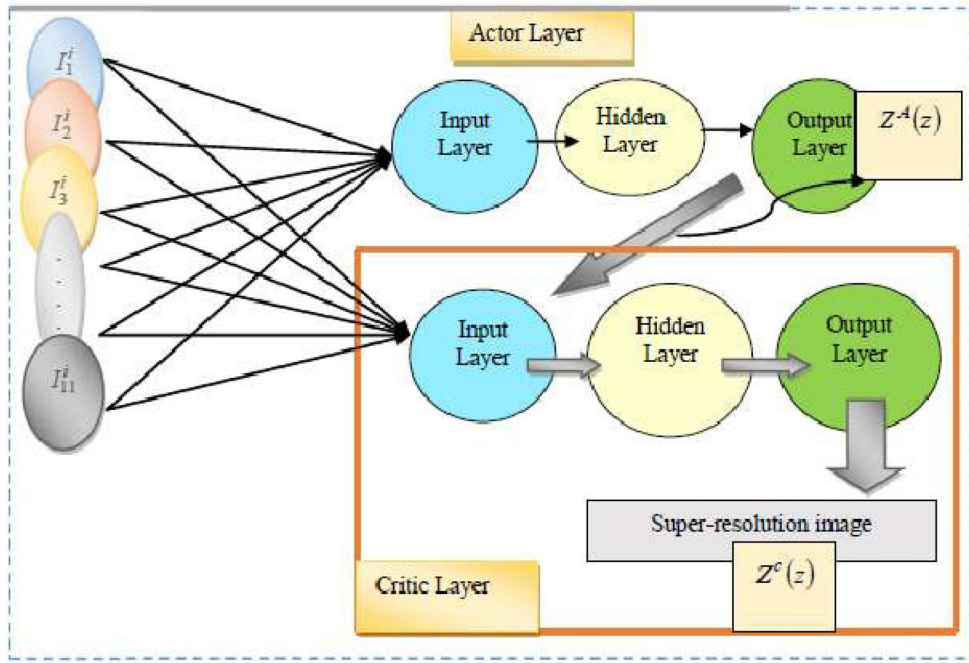 Actor Layer
I_1^i
I_2^i
I_3^i
I_11^i
Input
Layer
Hidden
Layer
Output
Layer
Z^A(z)
Input
Layer
Hidden
Layer
Output
Layer
Super-resolution image
Z^c(z)
Critic Layer